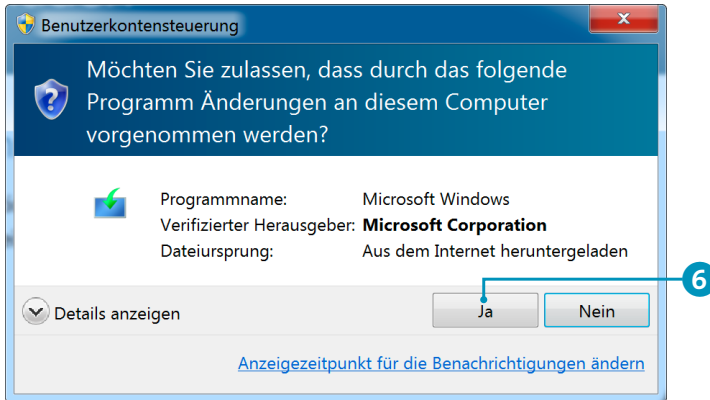 Benutzerkontensteuerung
Möchten Sie zulassen, dass durch das folgende
Programm Änderungen an diesem Computer
vorgenommen werden?
Programmname: Microsoft Windows
Verifizierter Herausgeber: Microsoft Corporation
Dateiursprung: Aus dem Internet heruntergeladen
Details anzeigen Ja Nein 6
Anzeigezeitpunkt für die Benachrichtigungen ändern